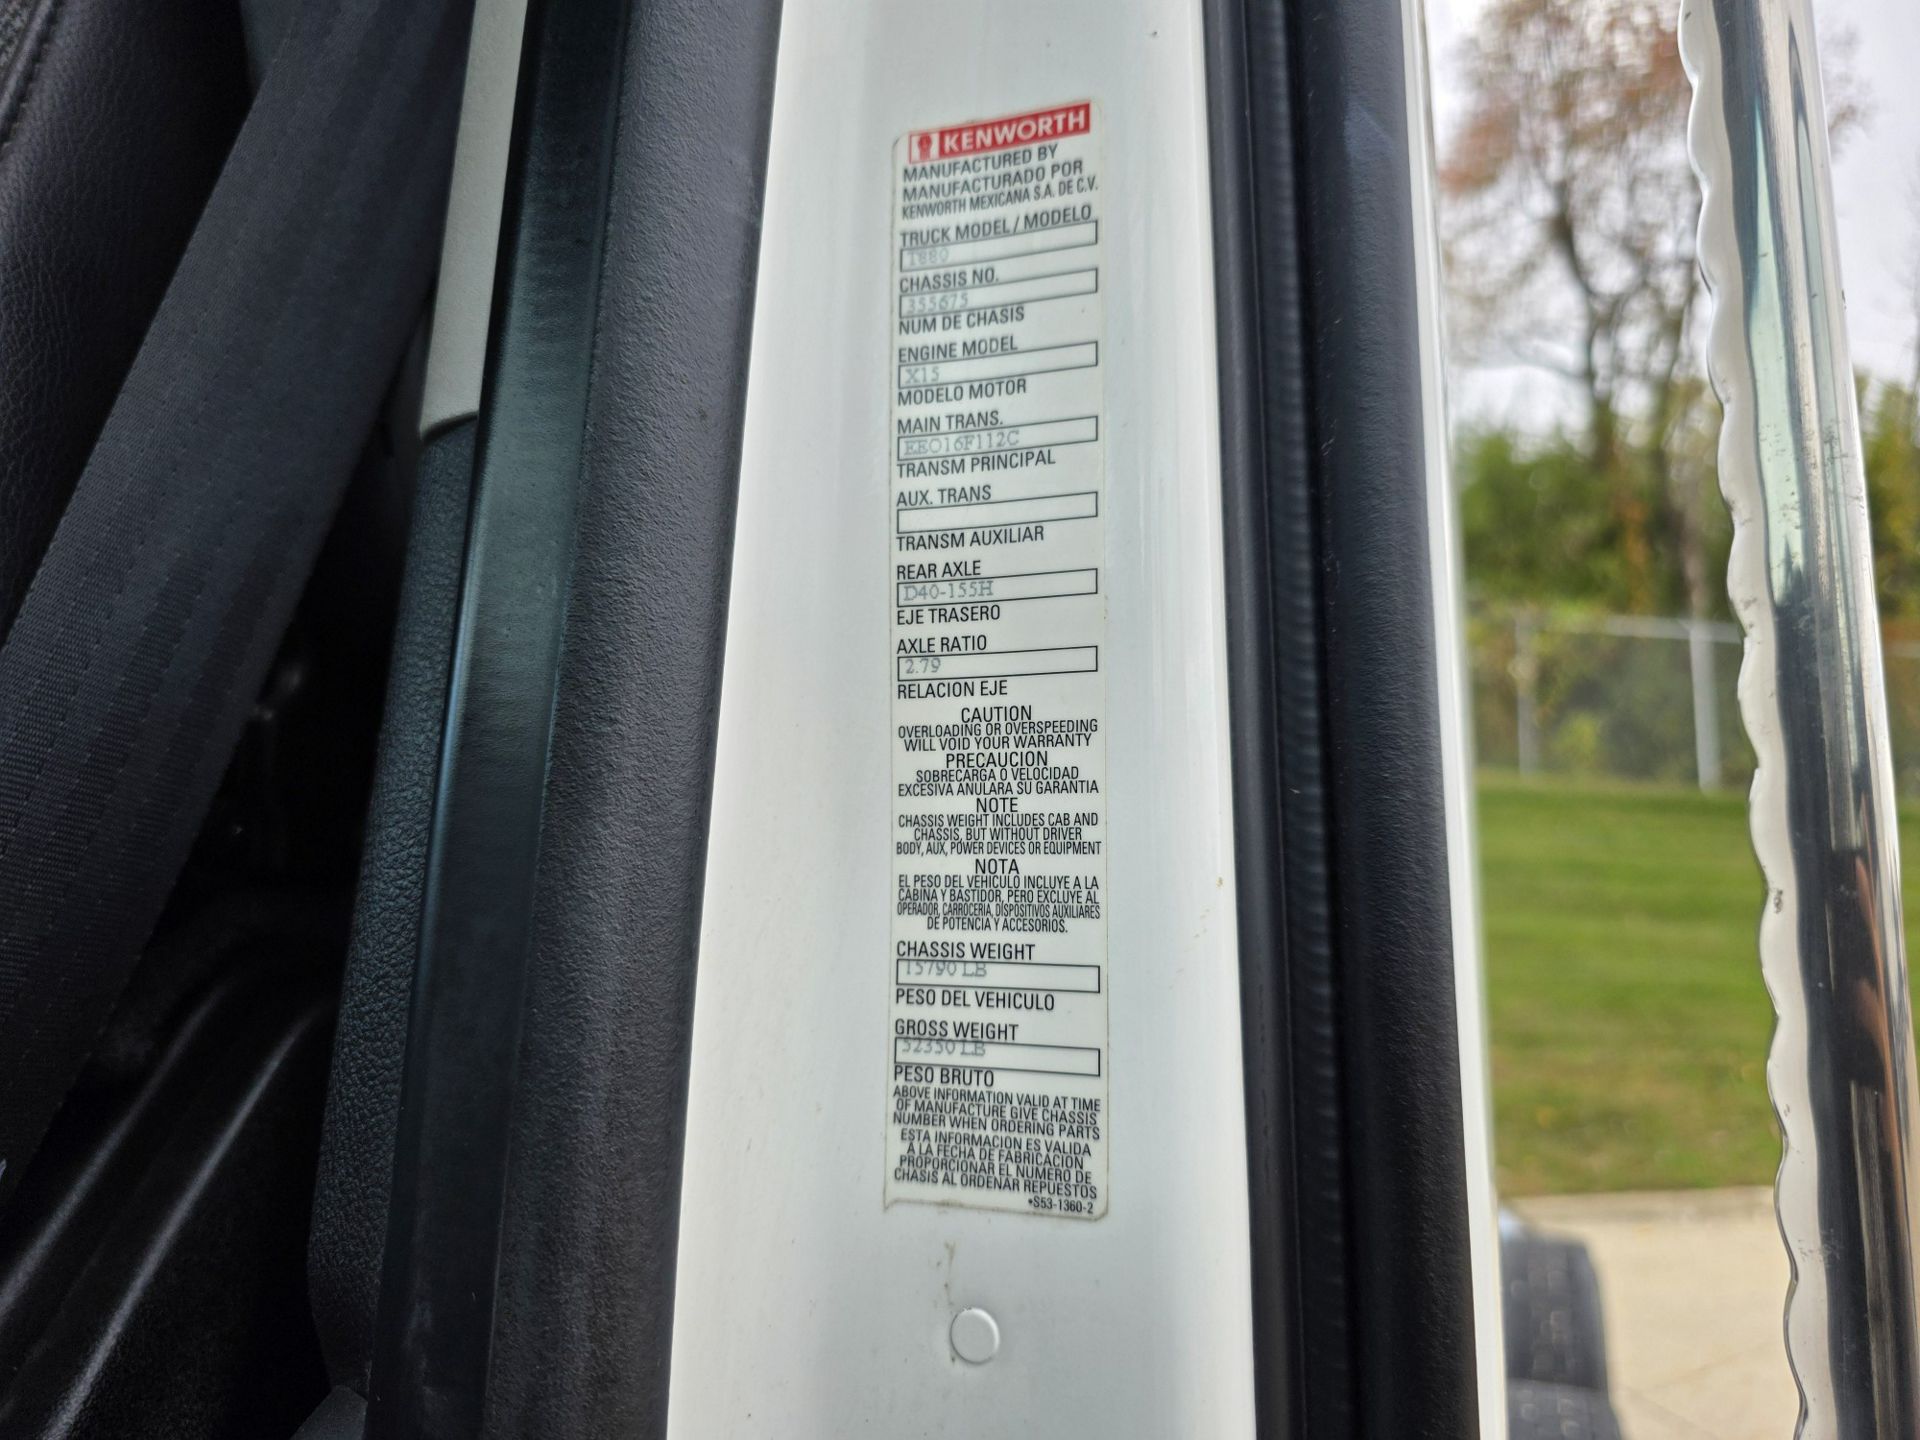 KENWORTH
MANUFACTURED BY
MANUFACTURADO POR
KENWORTH MEXICANA S.A. DE C.V.
TRUCK MODEL / MODELO
T880
CHASSIS NO.
355675
NUM DE CHASIS
ENGINE MODEL
X15
MODELO MOTOR
MAIN TRANS.
EEO16F112C
TRANSM PRINCIPAL
AUX. TRANS
TRANSM AUXILIAR
REAR AXLE
D40-155H
EJE TRASERO
AXLE RATIO
2.79
RELACION EJE
CAUTION
OVERLOADING OR OVERSPEEDING
WILL VOID YOUR WARRANTY
PRECAUCION
SOBRECARGA O VELOCIDAD
EXCESIVA ANULARA SU GARANTIA
NOTE
CHASSIS WEIGHT INCLUDES CAB AND
CHASSIS, BUT WITHOUT DRIVER
BODY, AUX, POWER DEVICES OR EQUIPMENT
NOTA
EL PESO DEL VEHICULO INCLUYE A LA
CABINA Y BASTIDOR, PERO EXCLUYE AL
OPERADOR, CARROCERIA, DISPOSITIVOS AUXILIARES
DE POTENCIA Y ACCESORIOS.
CHASSIS WEIGHT
15790 LB
PESO DEL VEHICULO
GROSS WEIGHT
52350 LB
PESO BRUTO
ABOVE INFORMATION VALID AT TIME
OF MANUFACTURE GIVE CHASSIS
NUMBER WHEN ORDERING PARTS
ESTA INFORMACION ES VALIDA
A LA FECHA DE FABRICACION
PROPORCIONAR EL NUMERO DE
CHASIS AL ORDENAR REPUESTOS
•S53-1360-2